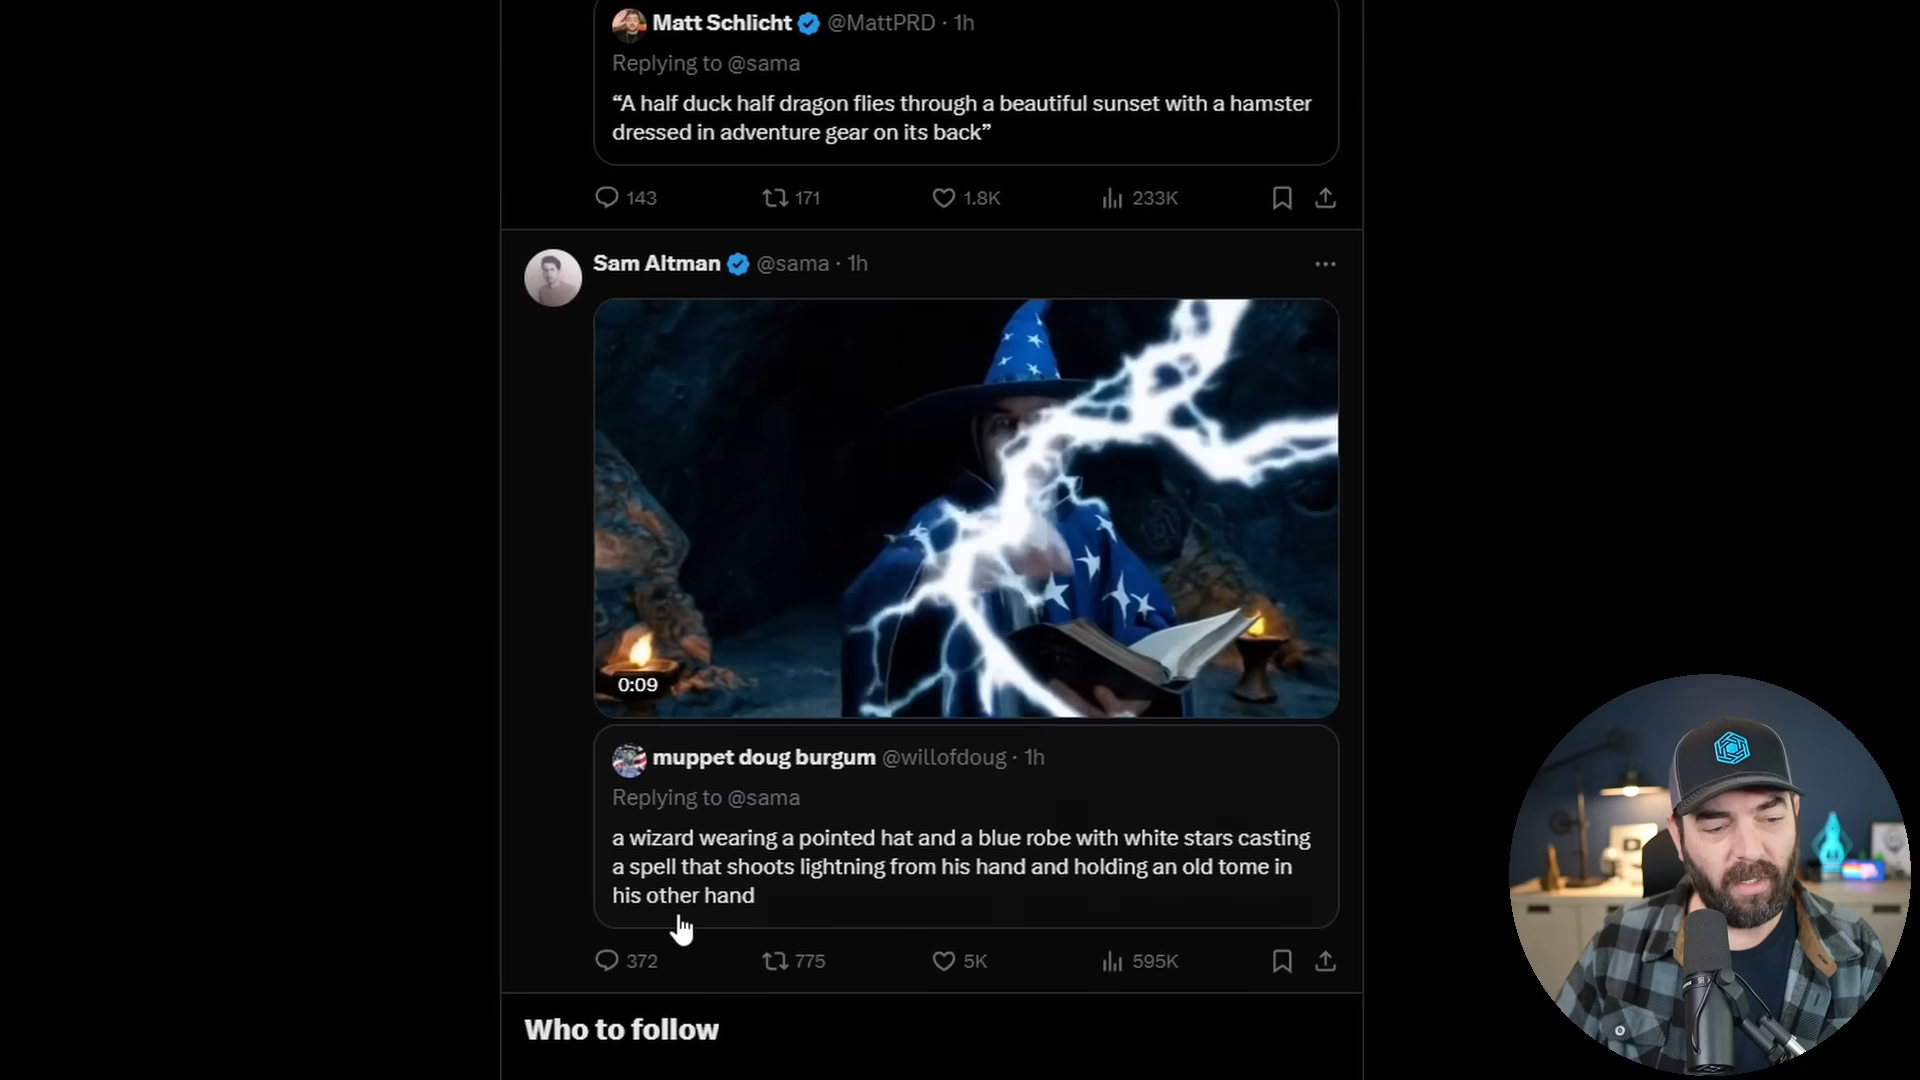 Matt Schlicht @MattPRD · 1h
Replying to @sama
“A half duck half dragon flies through a beautiful sunset with a hamster
dressed in adventure gear on its back”
143 171 1.8K 233K
Sam Altman @sama · 1h
0:09
muppet doug burgum @willofdoug · 1h
Replying to @sama
a wizard wearing a pointed hat and a blue robe with white stars casting
a spell that shoots lightning from his hand and holding an old tome in
his other hand
372 775 5K 595K
Who to follow